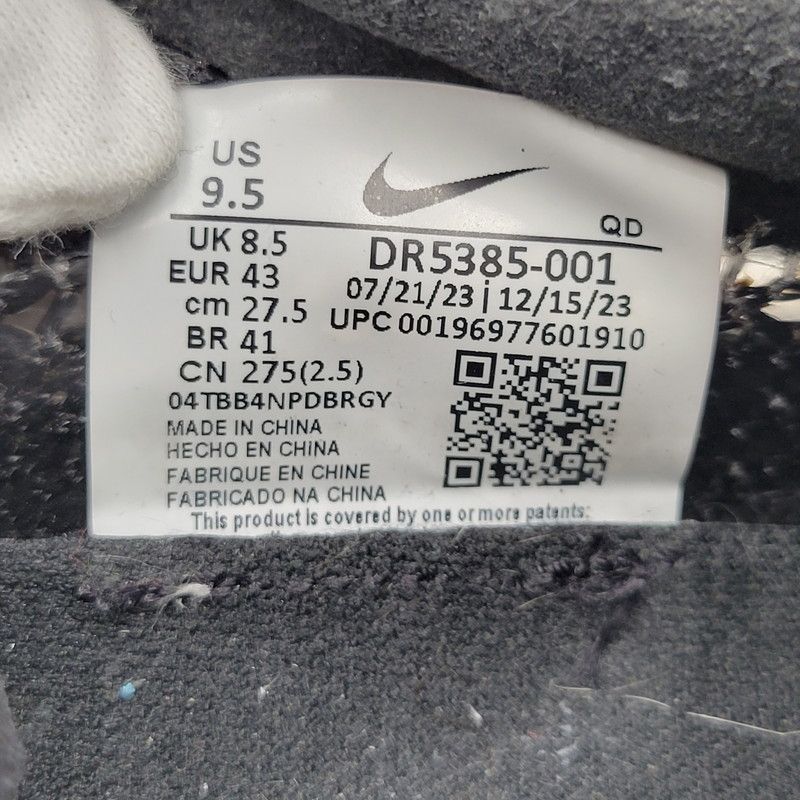 US
9.5
QD
UK 8.5
EUR 43
cm 27.5
BR 41
CN 275(2.5)
DR5385-001
07/21/23 | 12/15/23
UPC 00196977601910
04TBB4NPDBRGY
MADE IN CHINA
HECHO EN CHINA
FABRIQUE EN CHINE
FABRICADO NA CHINA
This product is covered by one or more patents: